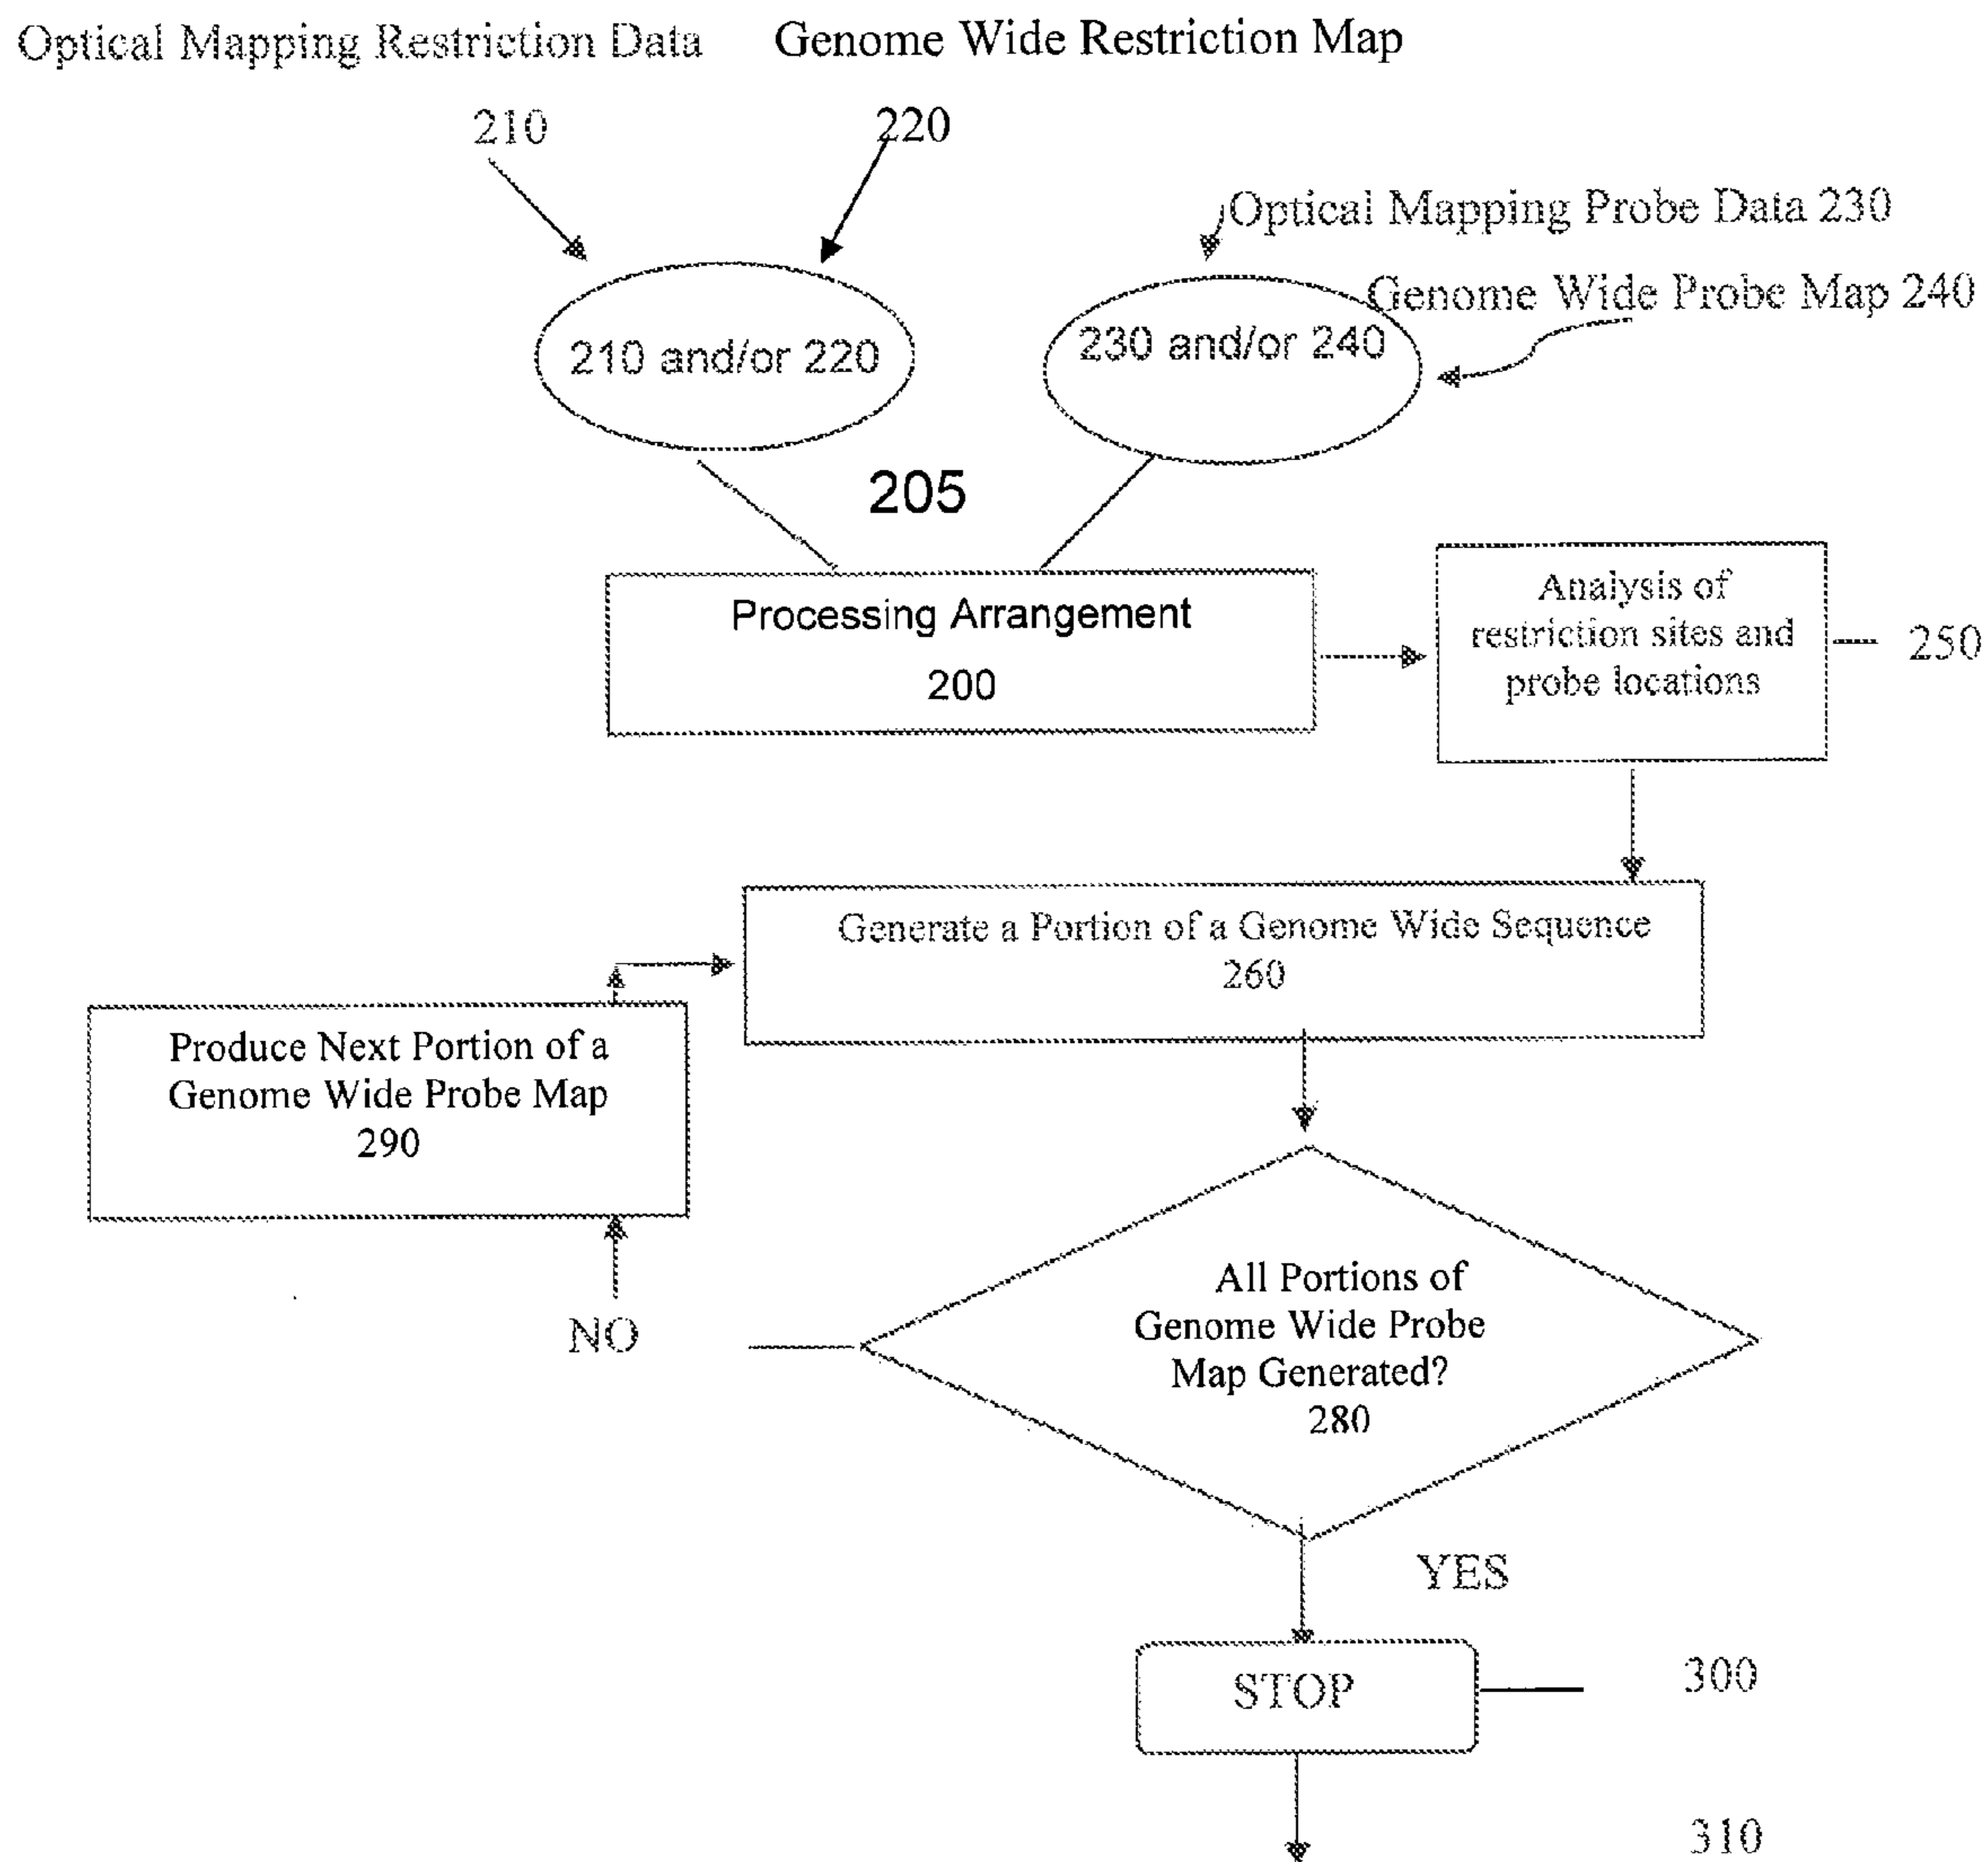 Optical Mapping Restriction Data
Genome Wide Restriction Map
210
220
Optical Mapping Probe Data 230
Genome Wide Probe Map 240
210 and/or 220
230 and/or 240
205
Processing Arrangement
200
Analysis of
restriction sites and
probe locations
250
Generate a Portion of a Genome Wide Sequence
260
Produce Next Portion of a
Genome Wide Probe Map
290
All Portions of
Genome Wide Probe
Map Generated?
280
NO
YES
STOP
300
310